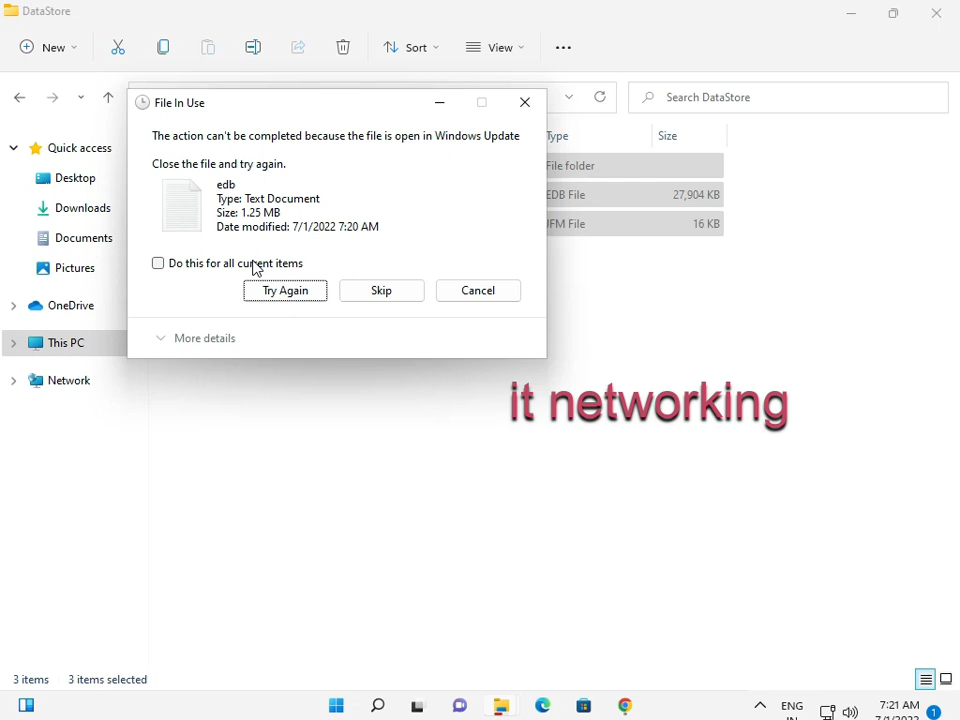 DataStore
New
Sort
View
Search DataStore
File In Use
The action can't be completed because the file is open in Windows Update
Close the file and try again.
edb
Type: Text Document
Size: 1.25 MB
Date modified: 7/1/2022 7:20 AM
Do this for all current items
Try Again
Skip
Cancel
More details
Type
Size
File folder
EDB File
27,904 KB
JFM File
16 KB
Quick access
Desktop
Downloads
Documents
Pictures
OneDrive
This PC
Network
it networking
3 items
3 items selected
ENG
IN
7:21 AM
7/1/2022
1